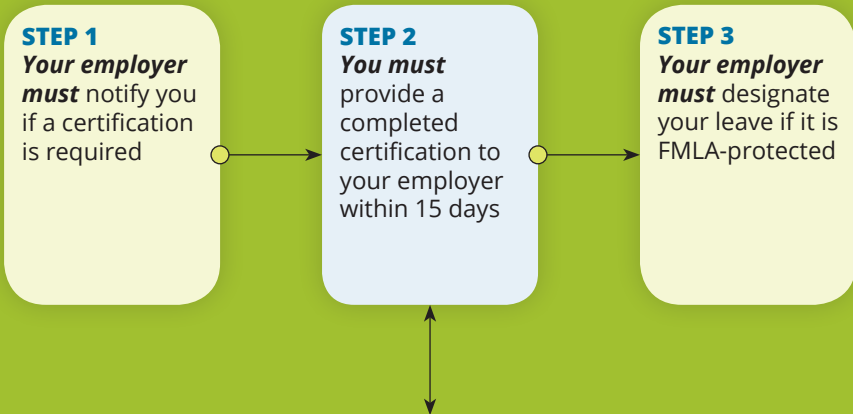 STEP 1
Your employer
must notify you
if a certification
is required
STEP 2
You must
provide a
completed
certification to
your employer
within 15 days
STEP 3
Your employer
must designate
your leave if it is
FMLA-protected